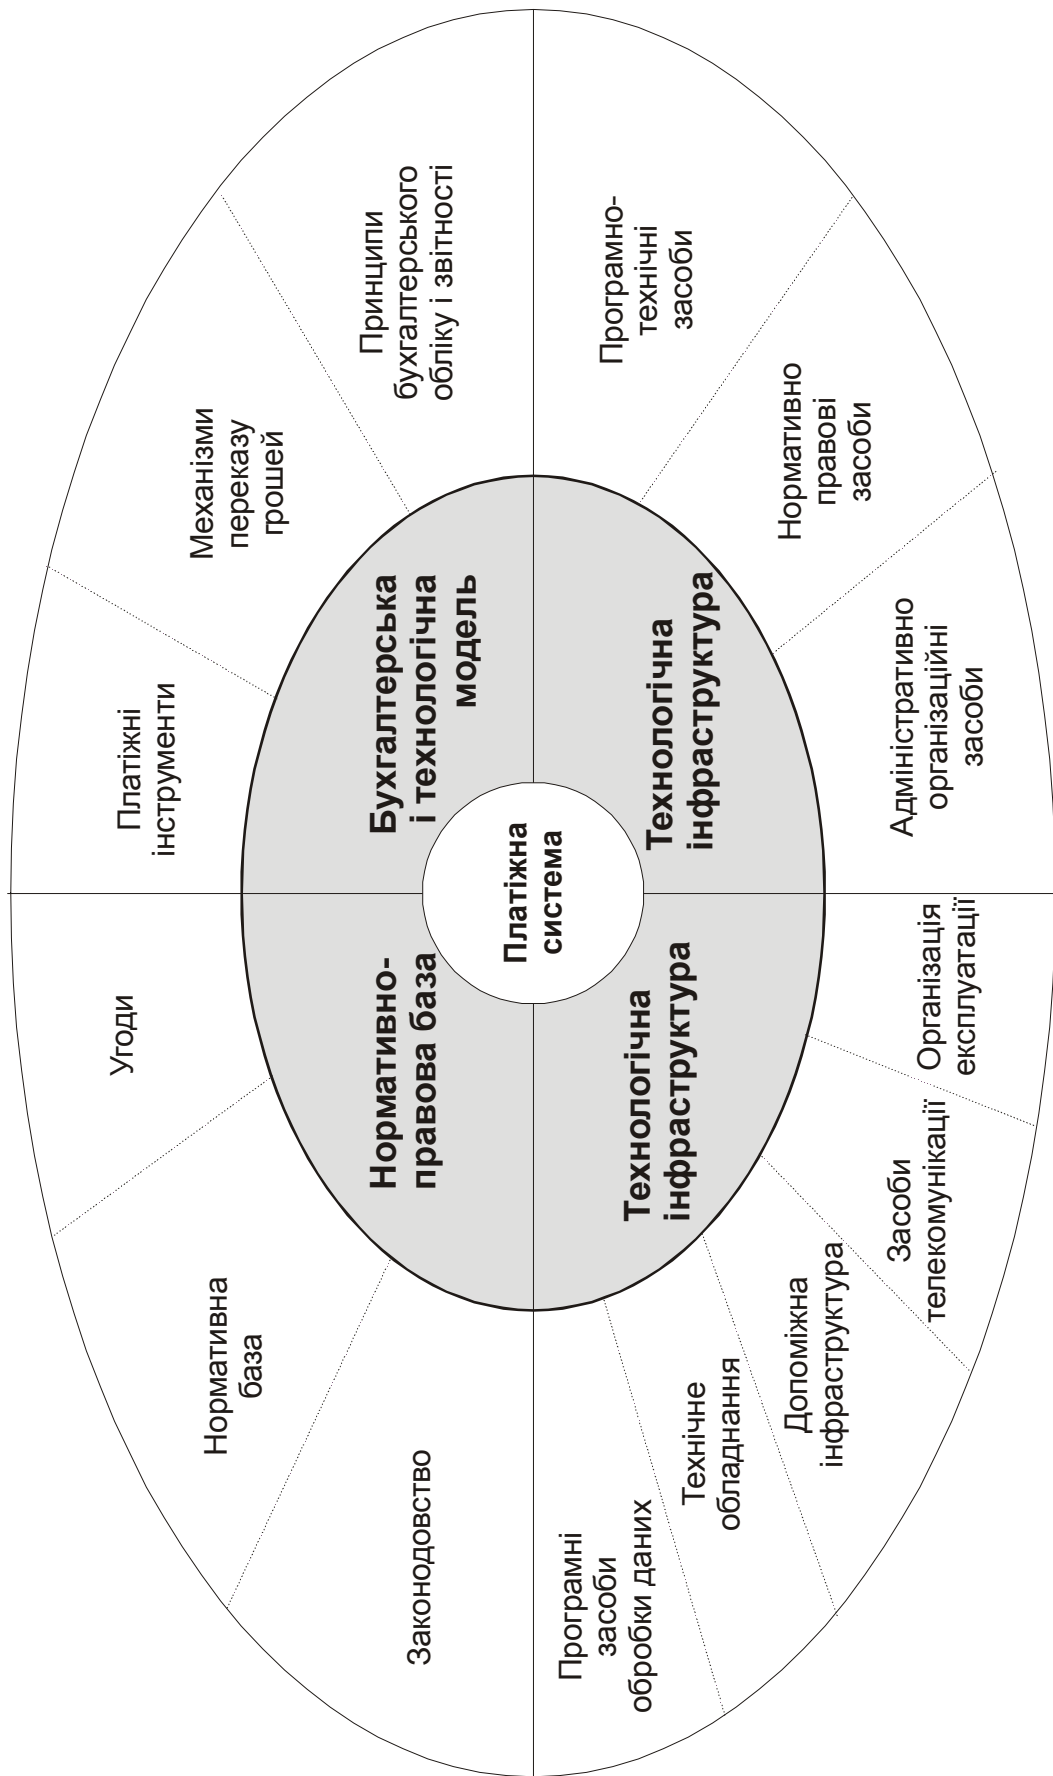 Угоди
Нормативна
база
Законодовство
Нормативно-
правова база
Платіжні
інструменти
Механізми
переказу
грошей
Принципи
бухгалтерського
обліку і звітності
Бухгалтерська
і технологічна
модель
Платіжна
система
Технологічна
інфраструктура
Програмні
засоби
обробки даних
Технічне
обладнання
Допоміжна
інфраструктура
Засоби
телекомунікації
Організація
експлуатації
Технологічна
інфраструктура
Адміністративно
організаційні
засоби
Нормативно
правові
засоби
Програмно-
технічні
засоби